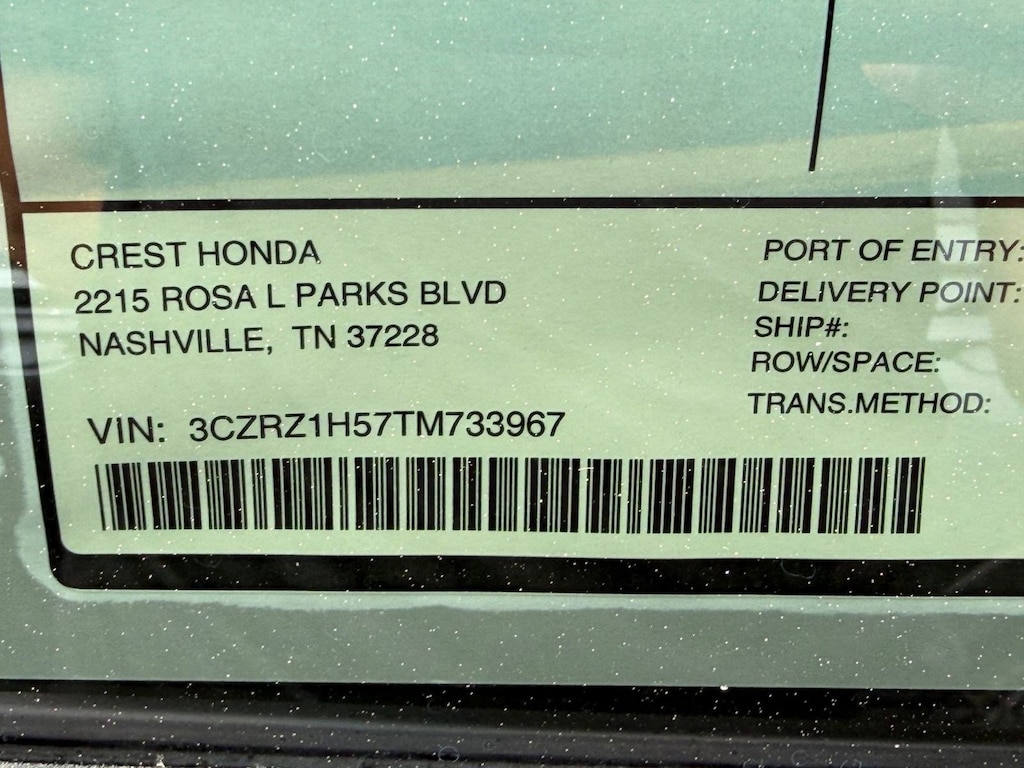 CREST HONDA
2215 ROSA L PARKS BLVD
NASHVILLE, TN 37228
VIN: 3CZRZ1H57TM733967
PORT OF ENTRY:
DELIVERY POINT:
SHIP#:
ROW/SPACE:
TRANS.METHOD: